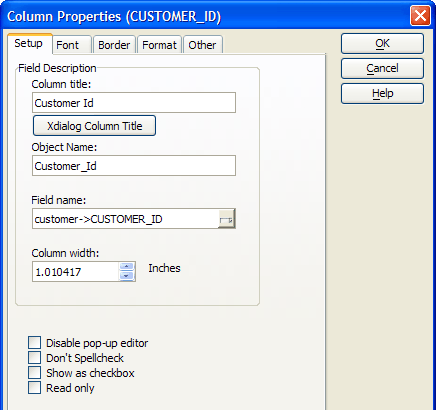 Column Properties (CUSTOMER_ID)
Setup Font Border Format Other
OK
Cancel
Help
Field Description
Column title:
Customer Id
Xdialog Column Title
Object Name:
Customer_Id
Field name:
customer->CUSTOMER_ID
Column width:
1.010417 Inches
Disable pop-up editor
Don't Spellcheck
Show as checkbox
Read only